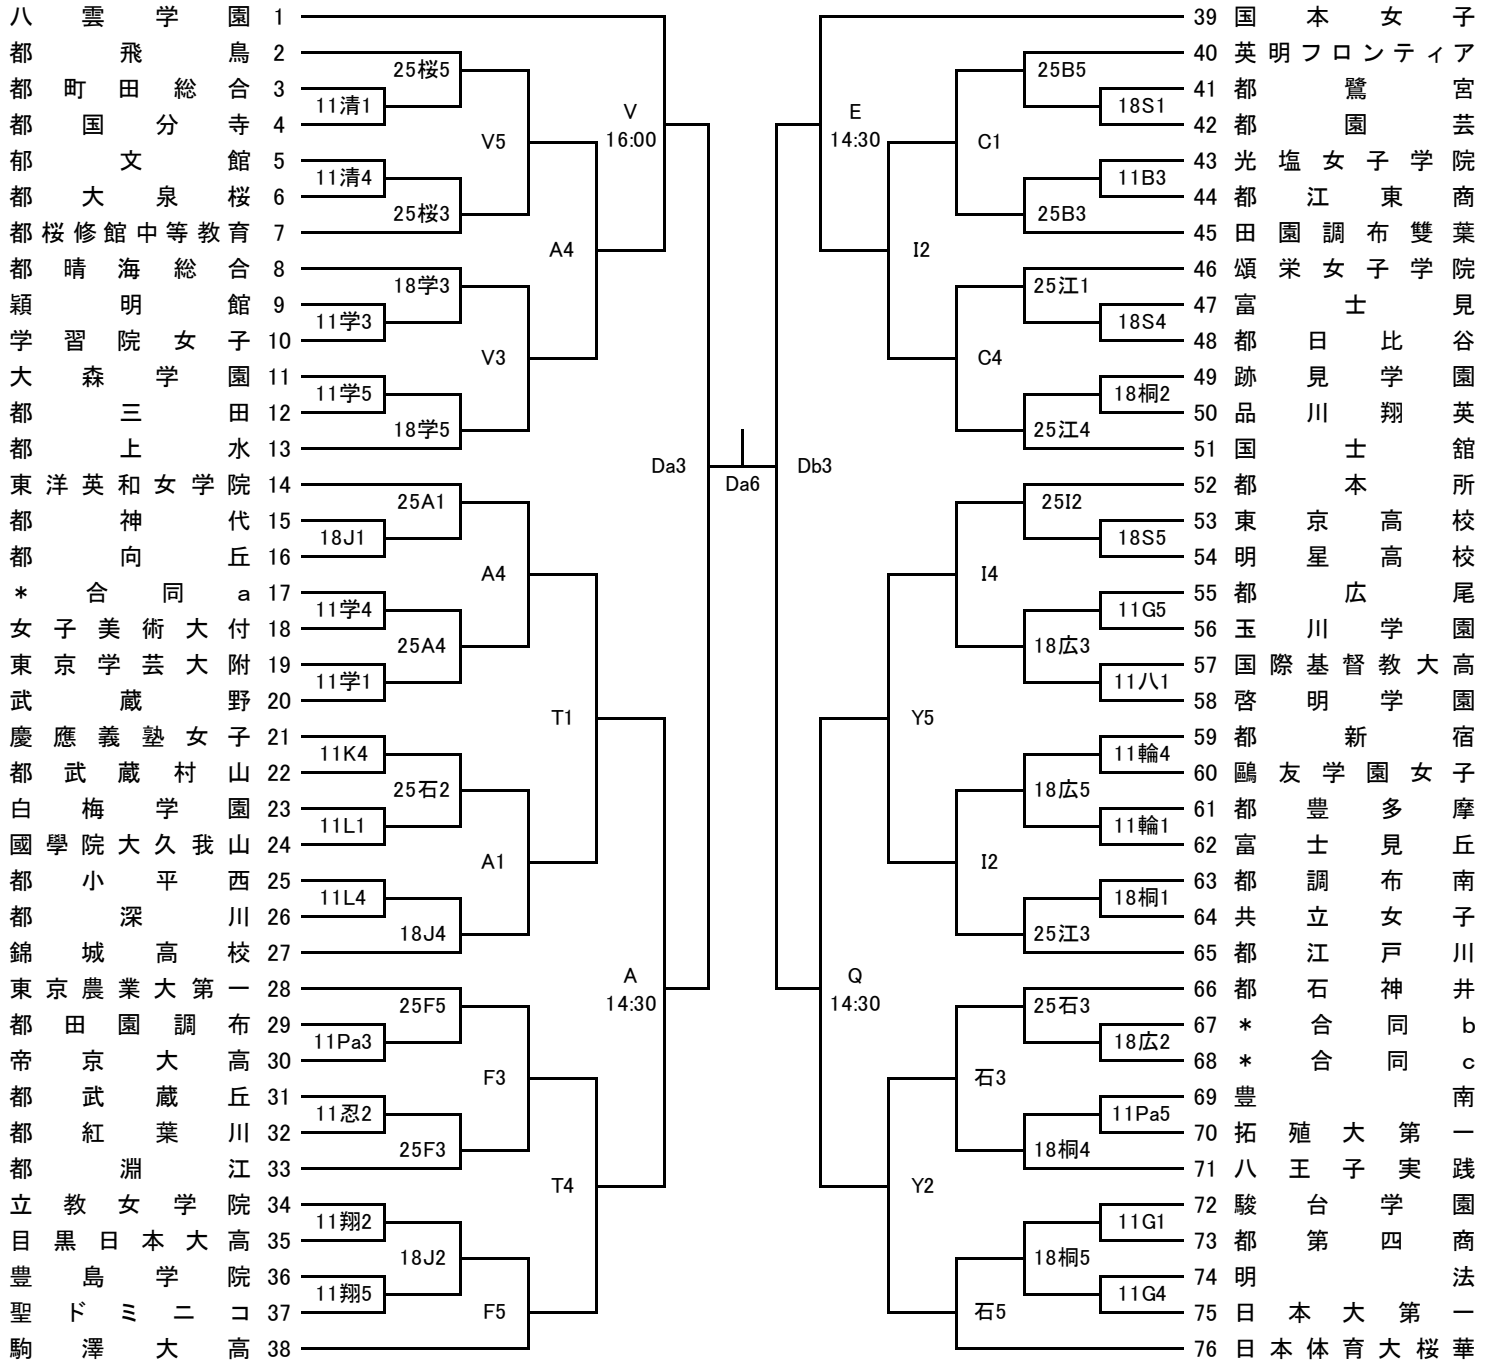 八雲学園 1
都飛鳥 2
都町田総合 3
都国分寺 4
郁文館 5
都大泉桜 6
都桜修館中等教育 7
都晴海総合 8
穎明館 9
学習院女子 10
大森学園 11
都三田 12
都上水 13
東洋英和女学院 14
都神代 15
都向丘 16
*合同a 17
女子美術大付 18
東京学芸大附 19
武蔵野 20
慶應義塾女子 21
都武蔵村山 22
白梅学園 23
國學院大久我山 24
都小平西 25
都深川 26
錦城高校 27
東京農業大第一 28
都田園調布 29
帝京大高 30
都武蔵丘 31
都紅葉川 32
都淵江 33
立教女学院 34
目黒日本大高 35
豊島学院 36
聖ドミニコ 37
駒澤大高 38
25桜5
11清1
11清4
25桜3
18学3
11学3
11学5
18学5
25A1
18J1
11学4
25A4
11学1
11K4
25石2
11L1
11L4
18J4
25F5
11Pa3
11忍2
25F3
11翔2
18J2
11翔5
V5
V3
A4
A1
F3
F5
A4
T1
T4
V
16:00
A
14:30
Da3
Da6
Db3
E
14:30
Q
14:30
I2
Y5
Y2
C1
C4
I4
I2
石3
石5
25B5
18S1
11B3
25B3
25江1
18S4
18桐2
25江4
25I2
18S5
11G5
18広3
11八1
11輪4
18広5
11輪1
18桐1
25江3
25石3
18広2
11Pa5
18桐4
11G1
18桐5
11G4
39 国本女子
40 英明フロンティア
41 都鷺宮
42 都園芸
43 光塩女子学院
44 都江東商
45 田園調布雙葉
46 頌栄女子学院
47 富士見
48 都日比谷
49 跡見学園
50 品川翔英
51 国士舘
52 都本所
53 東京高校
54 明星高校
55 都広尾
56 玉川学園
57 国際基督教大高
58 啓明学園
59 都新宿
60 鷗友学園女子
61 都豊多摩
62 富士見丘
63 都調布南
64 共立女子
65 都江戸川
66 都石神井
67 *合同b
68 *合同c
69 豊南
70 拓殖大第一
71 八王子実践
72 駿台学園
73 都第四商
74 明法
75 日本大第一
76 日本体育大桜華